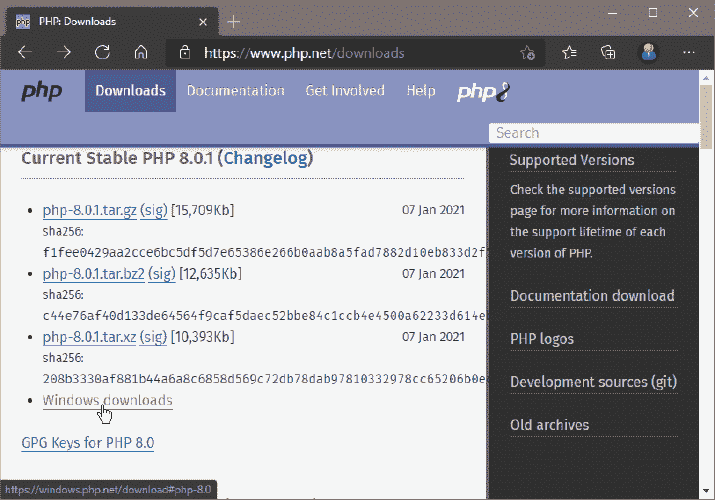 php
PHP: Downloads
https://www.php.net/downloads
php
Downloads
Documentation
Get Involved
Help
php8
Search
Current Stable PHP 8.0.1 (Changelog)
php-8.0.1.tar.gz (sig) [15,709Kb]
07 Jan 2021
sha256:
f1fee0429aa2cce6bc5df5d7e65386e266b0aab8a5fad7882d10eb833d2f
php-8.0.1.tar.bz2 (sig) [12,635Kb]
07 Jan 2021
sha256:
c44e76af40d133de64564f9caf5daec52bbe84c1ccb4e4500a62233d614e
php-8.0.1.tar.xz (sig) [10,393Kb]
07 Jan 2021
sha256:
208b3330af881b44a6a8c6858d569c72db78dab97810332978cc65206b0e
Windows downloads
GPG Keys for PHP 8.0
Supported Versions
Check the supported versions
page for more information on
the support lifetime of each
version of PHP.
Documentation download
PHP logos
Development sources (git)
Old archives
https://windows.php.net/download#php-8.0